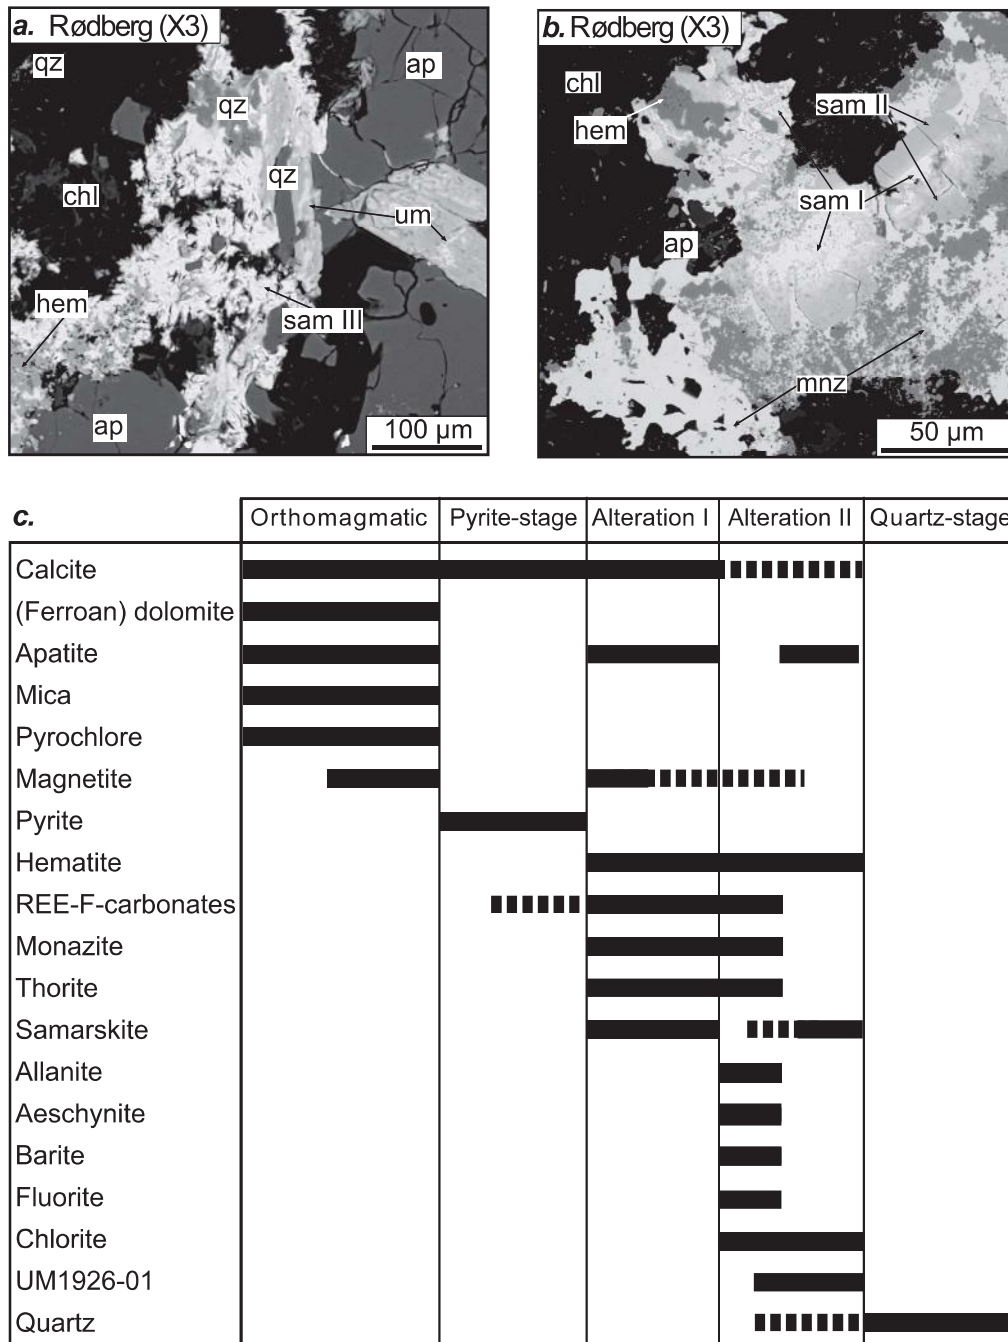 a. Rødberg (X3)
qz
ap
qz
qz
chl
um
hem
sam III
ap
100 µm
b. Rødberg (X3)
chl
sam II
hem
sam I
ap
mnz
50 µm
c.
Orthomagmatic Pyrite-stage Alteration I Alteration II Quartz-stage
Calcite
(Ferroan) dolomite
Apatite
Mica
Pyrochlore
Magnetite
Pyrite
Hematite
REE-F-carbonates
Monazite
Thorite
Samarskite
Allanite
Aeschynite
Barite
Fluorite
Chlorite
UM1926-01
Quartz